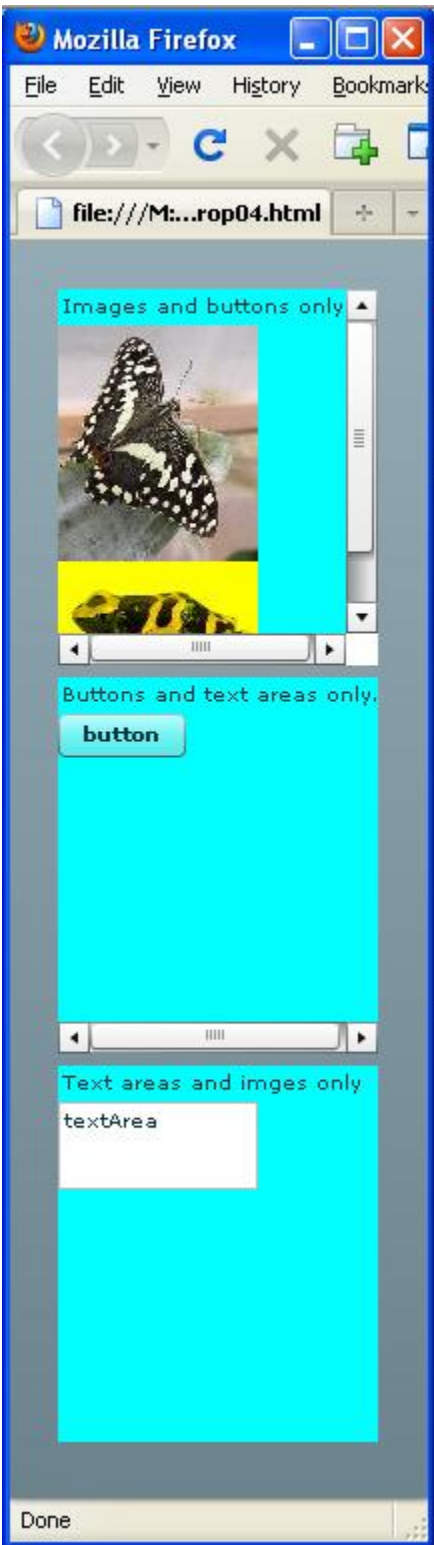 Mozilla Firefox
File Edit View History Bookmark
file:///M:...rop04.html
Images and buttons only
Buttons and text areas only.
button
Text areas and imges only
textArea
Done